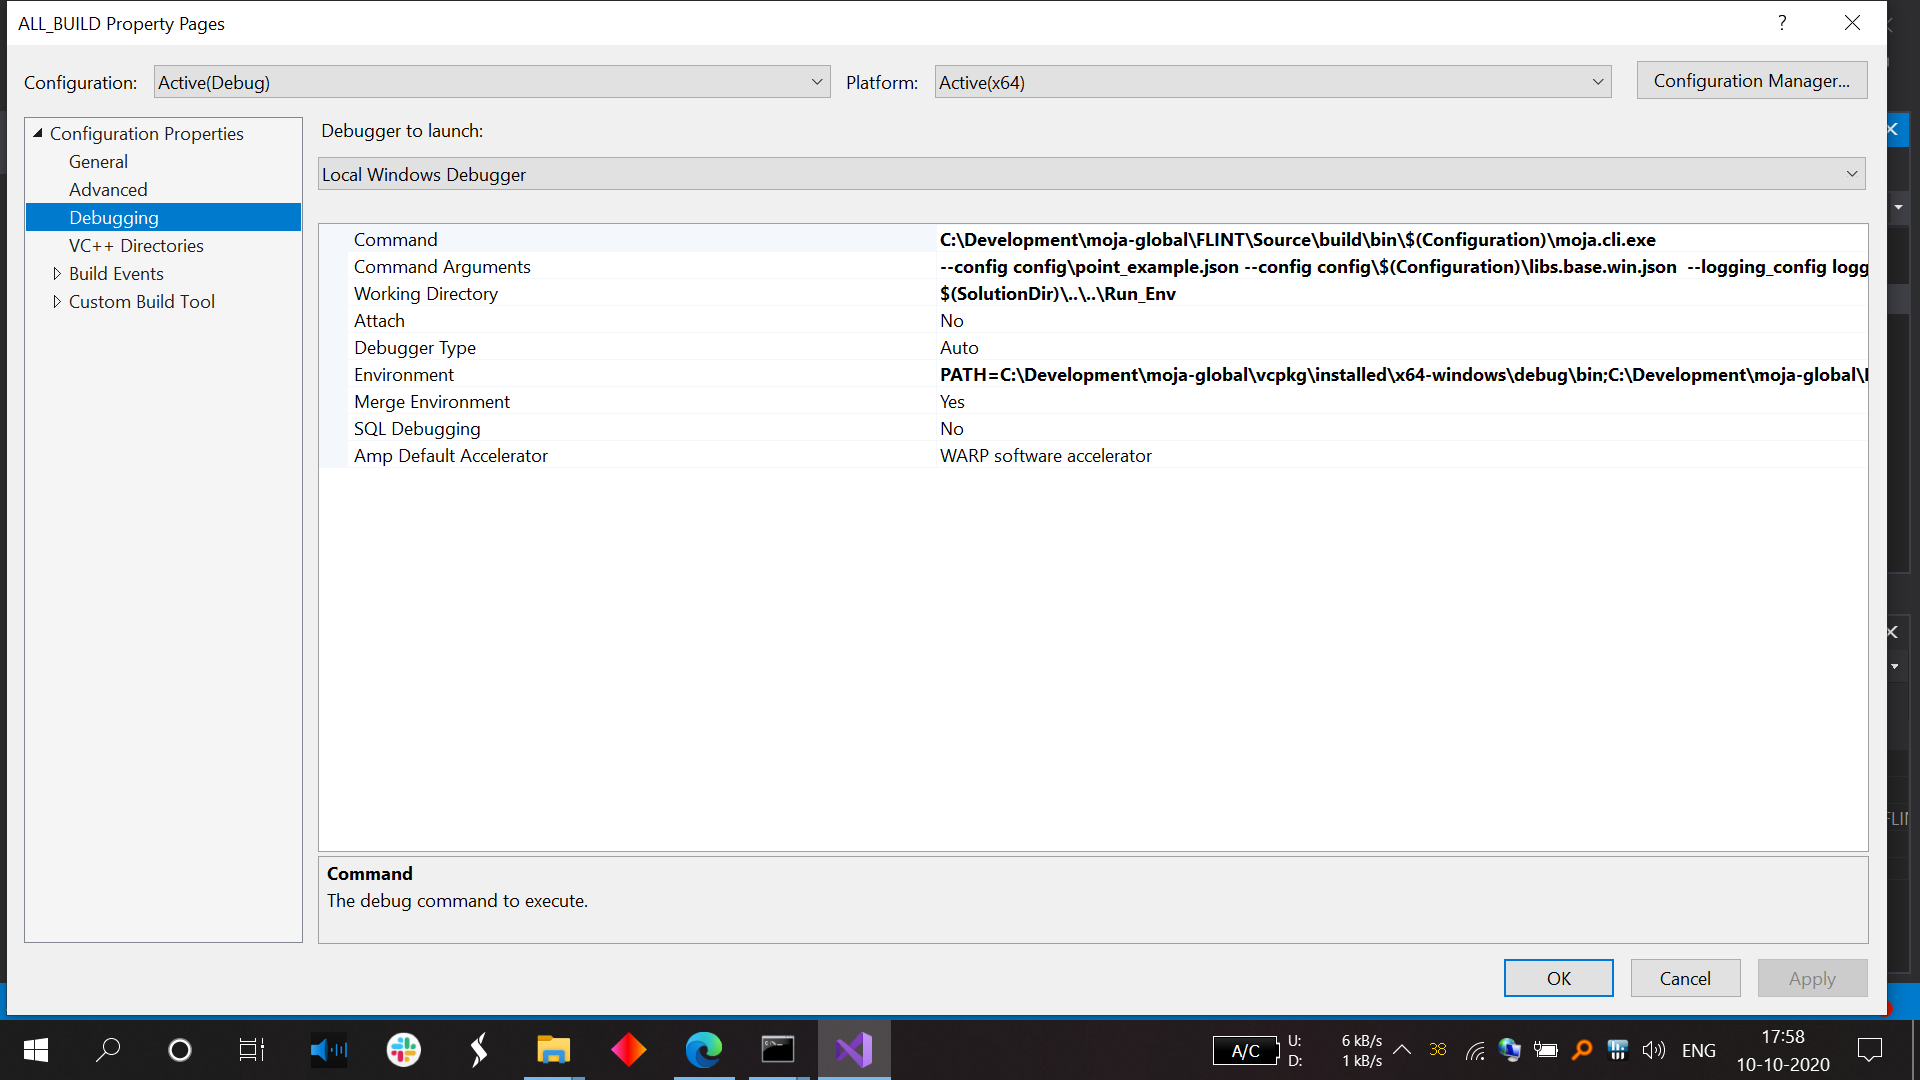 ALL_BUILD Property Pages
?
Configuration: Active(Debug) Platform: Active(x64) Configuration Manager...
Configuration Properties
General
Advanced
Debugging
VC++ Directories
Build Events
Custom Build Tool
Debugger to launch:
Local Windows Debugger
Command C:\Development\moja-global\FLINT\Source\build\bin\$(Configuration)\moja.cli.exe
Command Arguments --config config\point_example.json --config config\$(Configuration)\libs.base.win.json --logging_config logg
Working Directory $(SolutionDir)\..\..\Run_Env
Attach No
Debugger Type Auto
Environment PATH=C:\Development\moja-global\vcpkg\installed\x64-windows\debug\bin;C:\Development\moja-global\
Merge Environment Yes
SQL Debugging No
Amp Default Accelerator WARP software accelerator
Command
The debug command to execute.
OK Cancel Apply
A/C
U: 6 kB/s
D: 1 kB/s
38
ENG
17:58
10-10-2020